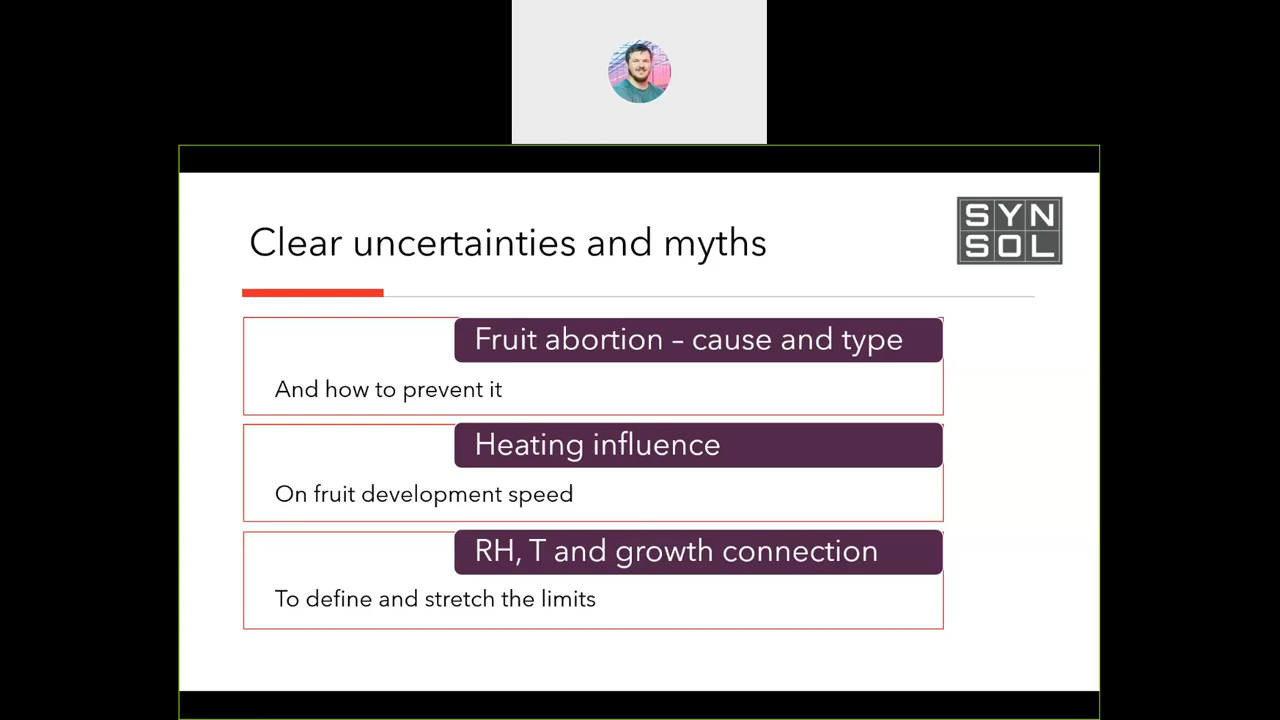 SYN
SOL
Clear uncertainties and myths
Fruit abortion – cause and type
And how to prevent it
Heating influence
On fruit development speed
RH, T and growth connection
To define and stretch the limits